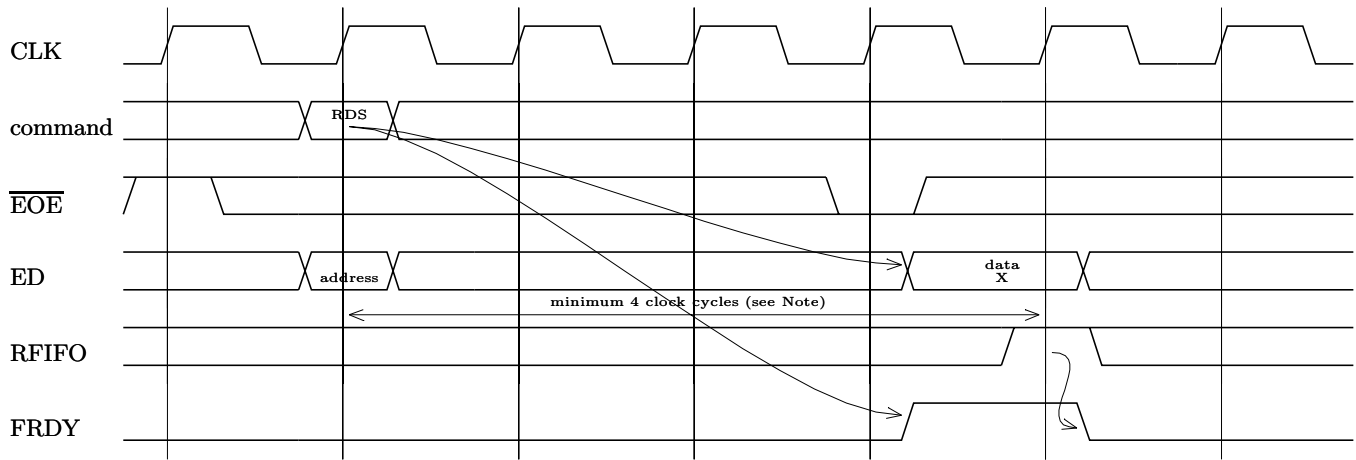 CLK
command
RDS
EOE
ED
address
data
X
minimum 4 clock cycles (see Note)
RFIFO
FRDY